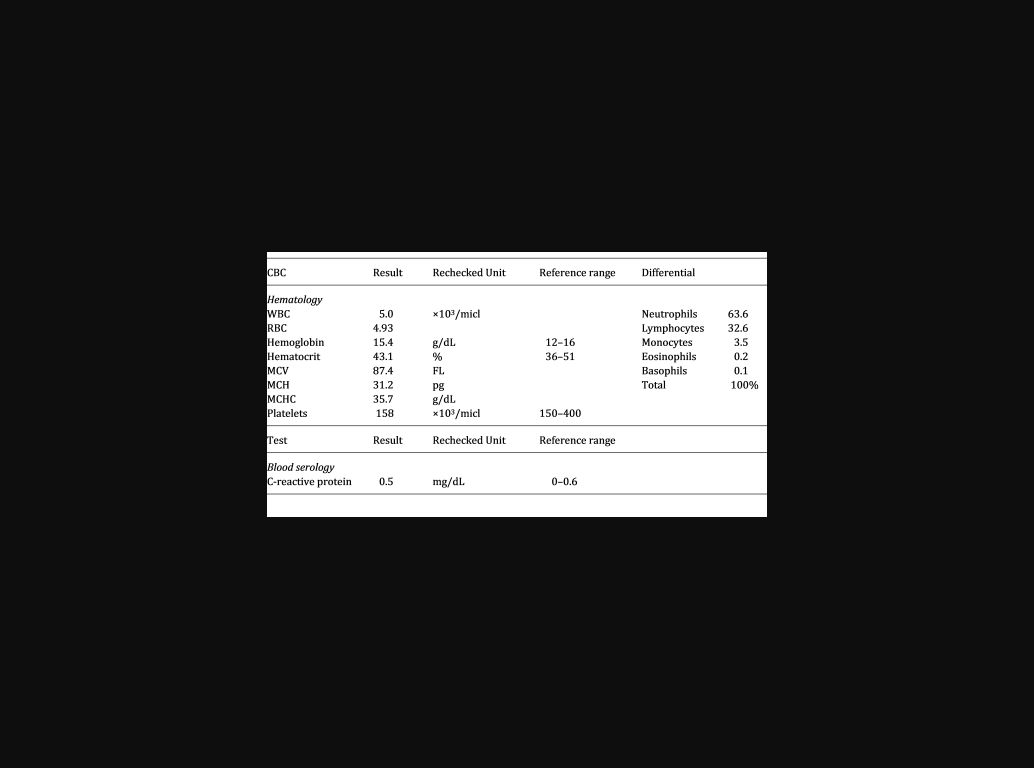 CBC Result Rechecked Unit Reference range Differential
Hematology
WBC 5.0 ×10³/micl Neutrophils 63.6
RBC 4.93 Lymphocytes 32.6
Hemoglobin 15.4 g/dL 12–16 Monocytes 3.5
Hematocrit 43.1 % 36–51 Eosinophils 0.2
MCV 87.4 FL Basophils 0.1
MCH 31.2 pg Total 100%
MCHC 35.7 g/dL
Platelets 158 ×10³/micl 150–400
Test Result Rechecked Unit Reference range
Blood serology
C-reactive protein 0.5 mg/dL 0–0.6